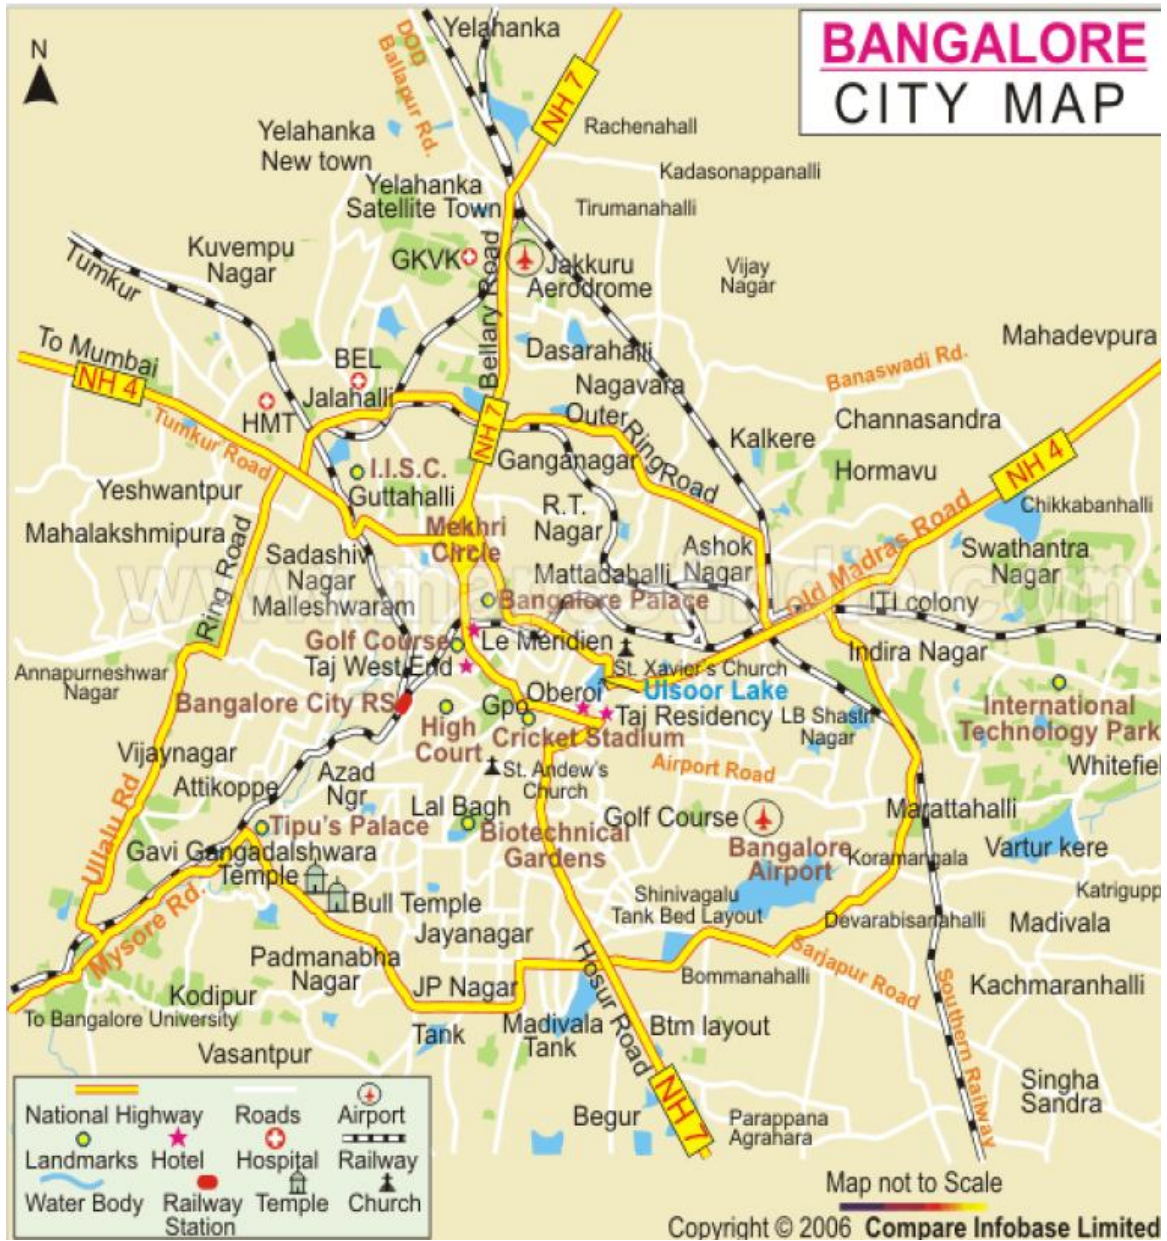 BANGALORE
CITY MAP
N
DOD
Ballapur Rd.
Yelahanka
NH 7
Rachenahall
Yelahanka
New town
Kadasonappanalli
Yelahanka
Satellite Town
Tirumanahalli
Kuvempu
Nagar
Tumkur
GKVK
Bellary Road
Jakkuru
Aerodrome
Vijay
Nagar
To Mumbai
NH 4
Mahadevpura
BEL
Dasarahalli
Banaswadi Rd.
Jalahalli
Nagavara
HMT
Tumkur Road
NH 7
Outer Ring Road
Channasandra
Kalkere
I.I.S.C.
Ganganagar
Hormavu
NH 4
Yeshwantpur
Guttahalli
R.T.
Nagar
Chikkabanhalli
Mahalakshmipura
Ring Road
Mekhri
Circle
Old Madras Road
Sadashiv
Nagar
Ashok
Nagar
Swathantra
Nagar
Mattadahalli
Malleshwaram
Bangalore Palace
ITI colony
Golf Course
Le Meridien
Indira Nagar
Annapurneshwar
Nagar
Taj West End
St. Xavier's Church
Bangalore City RS
Oberoi
Ulsoor Lake
Gpo
Taj Residency
LB Shastri
Nagar
International
Technology Park
High
Court
Cricket Stadium
Vijaynagar
Azad
Ngr
St. Andew's
Church
Airport Road
Whitefiel
Attikoppe
Ullalu Rd
Lal Bagh
Golf Course
Marattahalli
Tipu's Palace
Biotechnical
Gardens
Bangalore
Airport
Vartur kere
Gavi Gangadalshwara
Temple
Koramangala
Bull Temple
Shinivagalu
Tank Bed Layout
Katrigupp
Mysore Rd.
Jayanagar
Devarabisanahalli
Madivala
Padmanabha
Nagar
Hosur Road
Sarjapur Road
Bommanahalli
Kachmaranhalli
Kodipur
JP Nagar
To Bangalore University
Tank
Madivala
Tank
Btm layout
Southern Railway
Vasantpur
NH 7
Singha
Sandra
Begur
Parappana
Agrahara
National Highway
Roads
Airport
Landmarks
Hotel
Hospital
Railway
Water Body
Railway
Station
Temple
Church
Map not to Scale
Copyright © 2006 Compare Infobase Limited